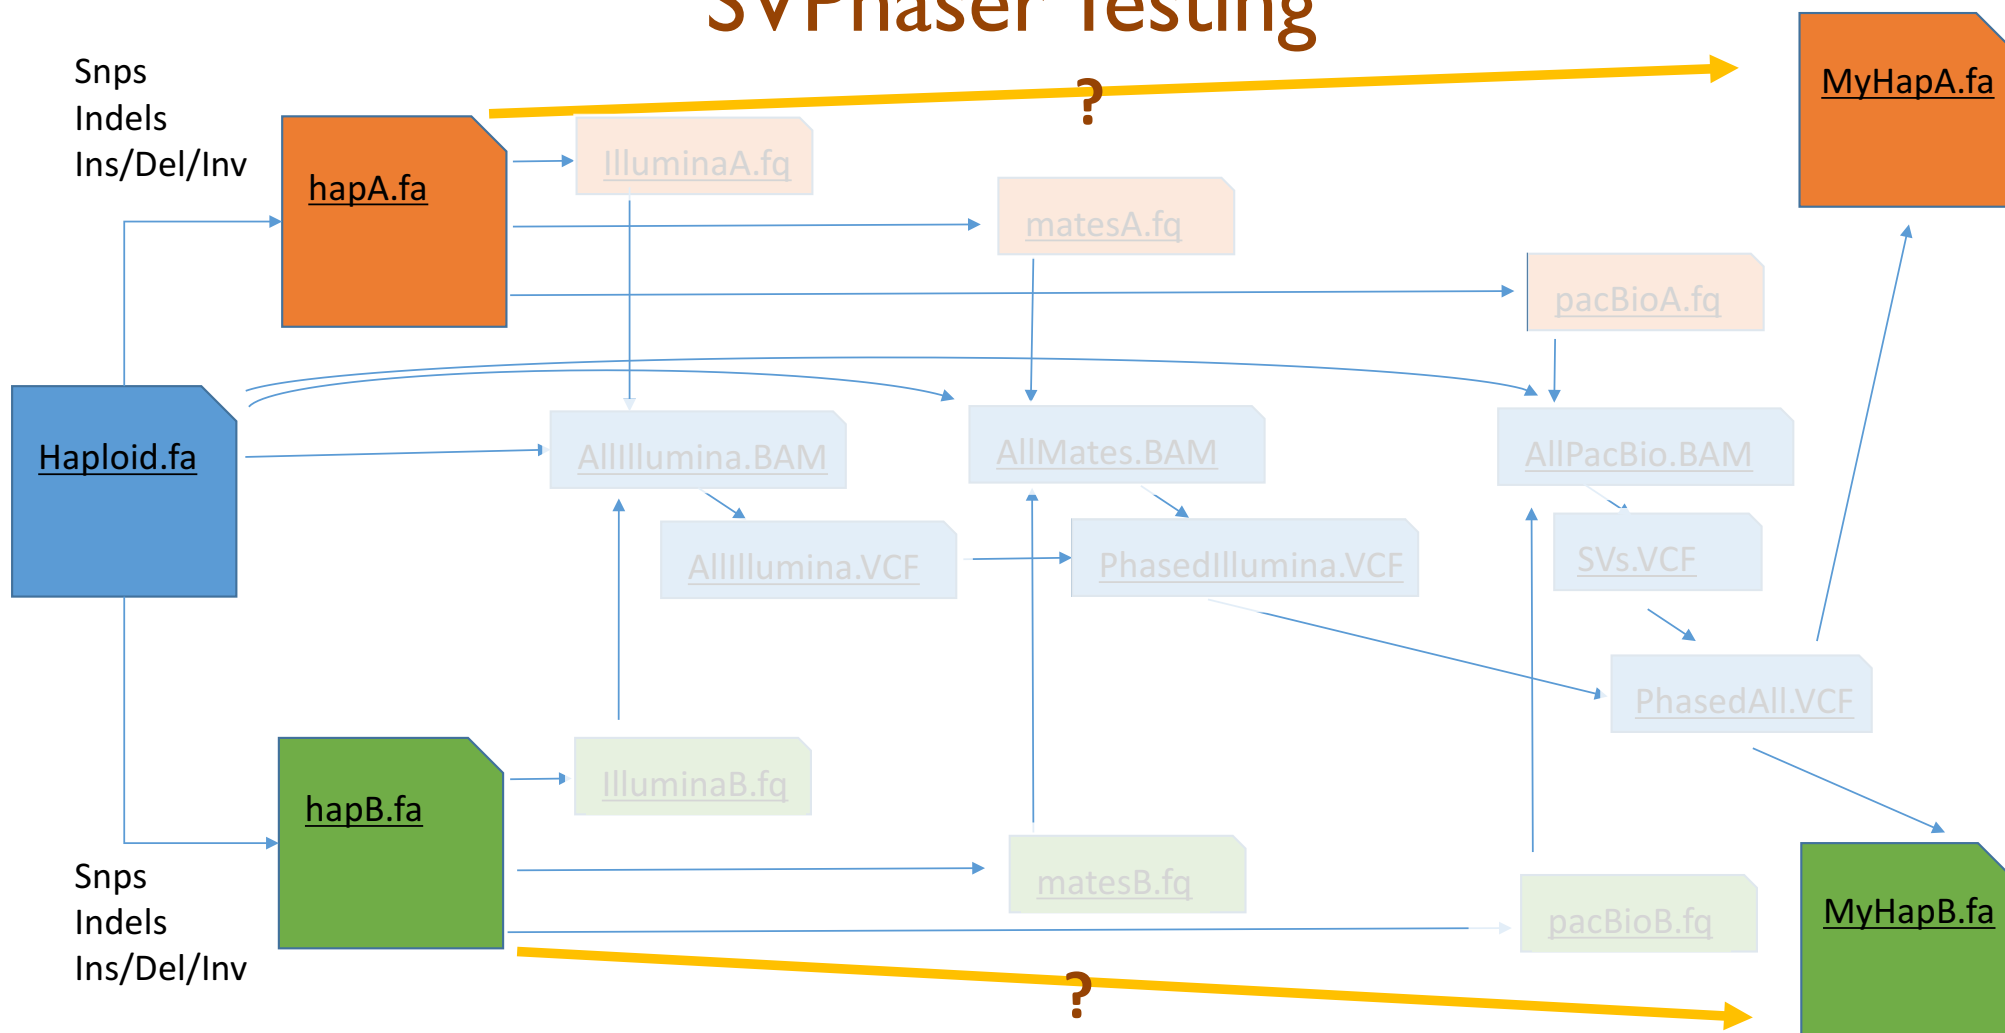 SVPhaser Testing
Snps
Indels
Ins/Del/Inv
?
MyHapA.fa
hapA.fa
IlluminaA.fq
matesA.fq
pacBioA.fq
Haploid.fa
AllIllumina.BAM
AllMates.BAM
AllPacBio.BAM
AllIllumina.VCF
PhasedIllumina.VCF
SVs.VCF
PhasedAll.VCF
hapB.fa
IlluminaB.fq
matesB.fq
pacBioB.fq
MyHapB.fa
Snps
Indels
Ins/Del/Inv
?